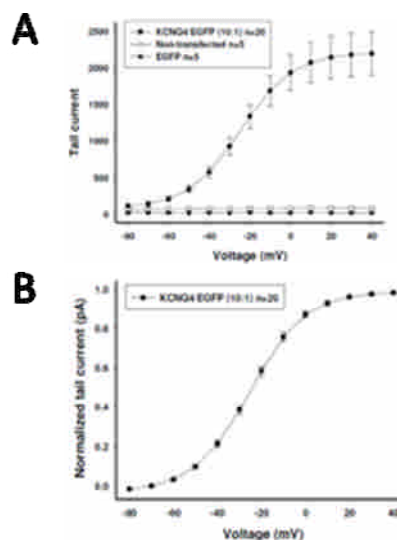 A
KCNQ4 EGFP (10:1) n=20
Non-transfected n=5
EGFP n=5
2500
2000
1500
1000
500
0
Tail current
-80 -60 -40 -20 0 20 40
Voltage (mV)
B
KCNQ4 EGFP (10:1) n=20
1.0
0.8
0.6
0.4
0.2
0.0
Normalized tail current (pA)
-80 -60 -40 -20 0 20 40
Voltage (mV)